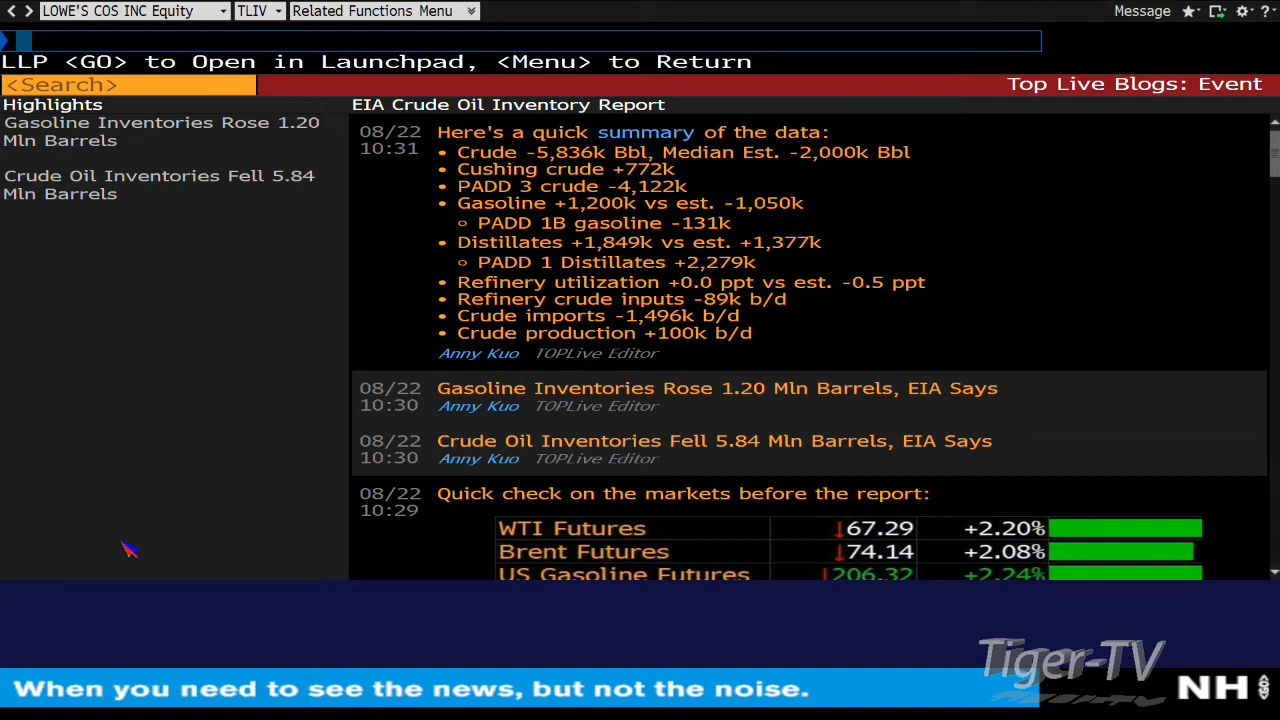 LOWE'S COS INC Equity TLIV Related Functions Menu Message
LLP <GO> to Open in Launchpad, <Menu> to Return
<Search> Top Live Blogs: Event
Highlights
Gasoline Inventories Rose 1.20
Mln Barrels
Crude Oil Inventories Fell 5.84
Mln Barrels
EIA Crude Oil Inventory Report
08/22 Here's a quick summary of the data:
10:31 • Crude -5,836k Bbl, Median Est. -2,000k Bbl
• Cushing crude +772k
• PADD 3 crude -4,122k
• Gasoline +1,200k vs est. -1,050k
○ PADD 1B gasoline -131k
• Distillates +1,849k vs est. +1,377k
○ PADD 1 Distillates +2,279k
• Refinery utilization +0.0 ppt vs est. -0.5 ppt
• Refinery crude inputs -89k b/d
• Crude imports -1,496k b/d
• Crude production +100k b/d
Anny Kuo TOPLive Editor
08/22 Gasoline Inventories Rose 1.20 Mln Barrels, EIA Says
10:30 Anny Kuo TOPLive Editor
08/22 Crude Oil Inventories Fell 5.84 Mln Barrels, EIA Says
10:30 Anny Kuo TOPLive Editor
08/22 Quick check on the markets before the report:
10:29
WTI Futures ↓67.29 +2.20%
Brent Futures ↓74.14 +2.08%
US Gasoline Futures ↓206.32 +2.24%
Tiger-TV
When you need to see the news, but not the noise.
NH